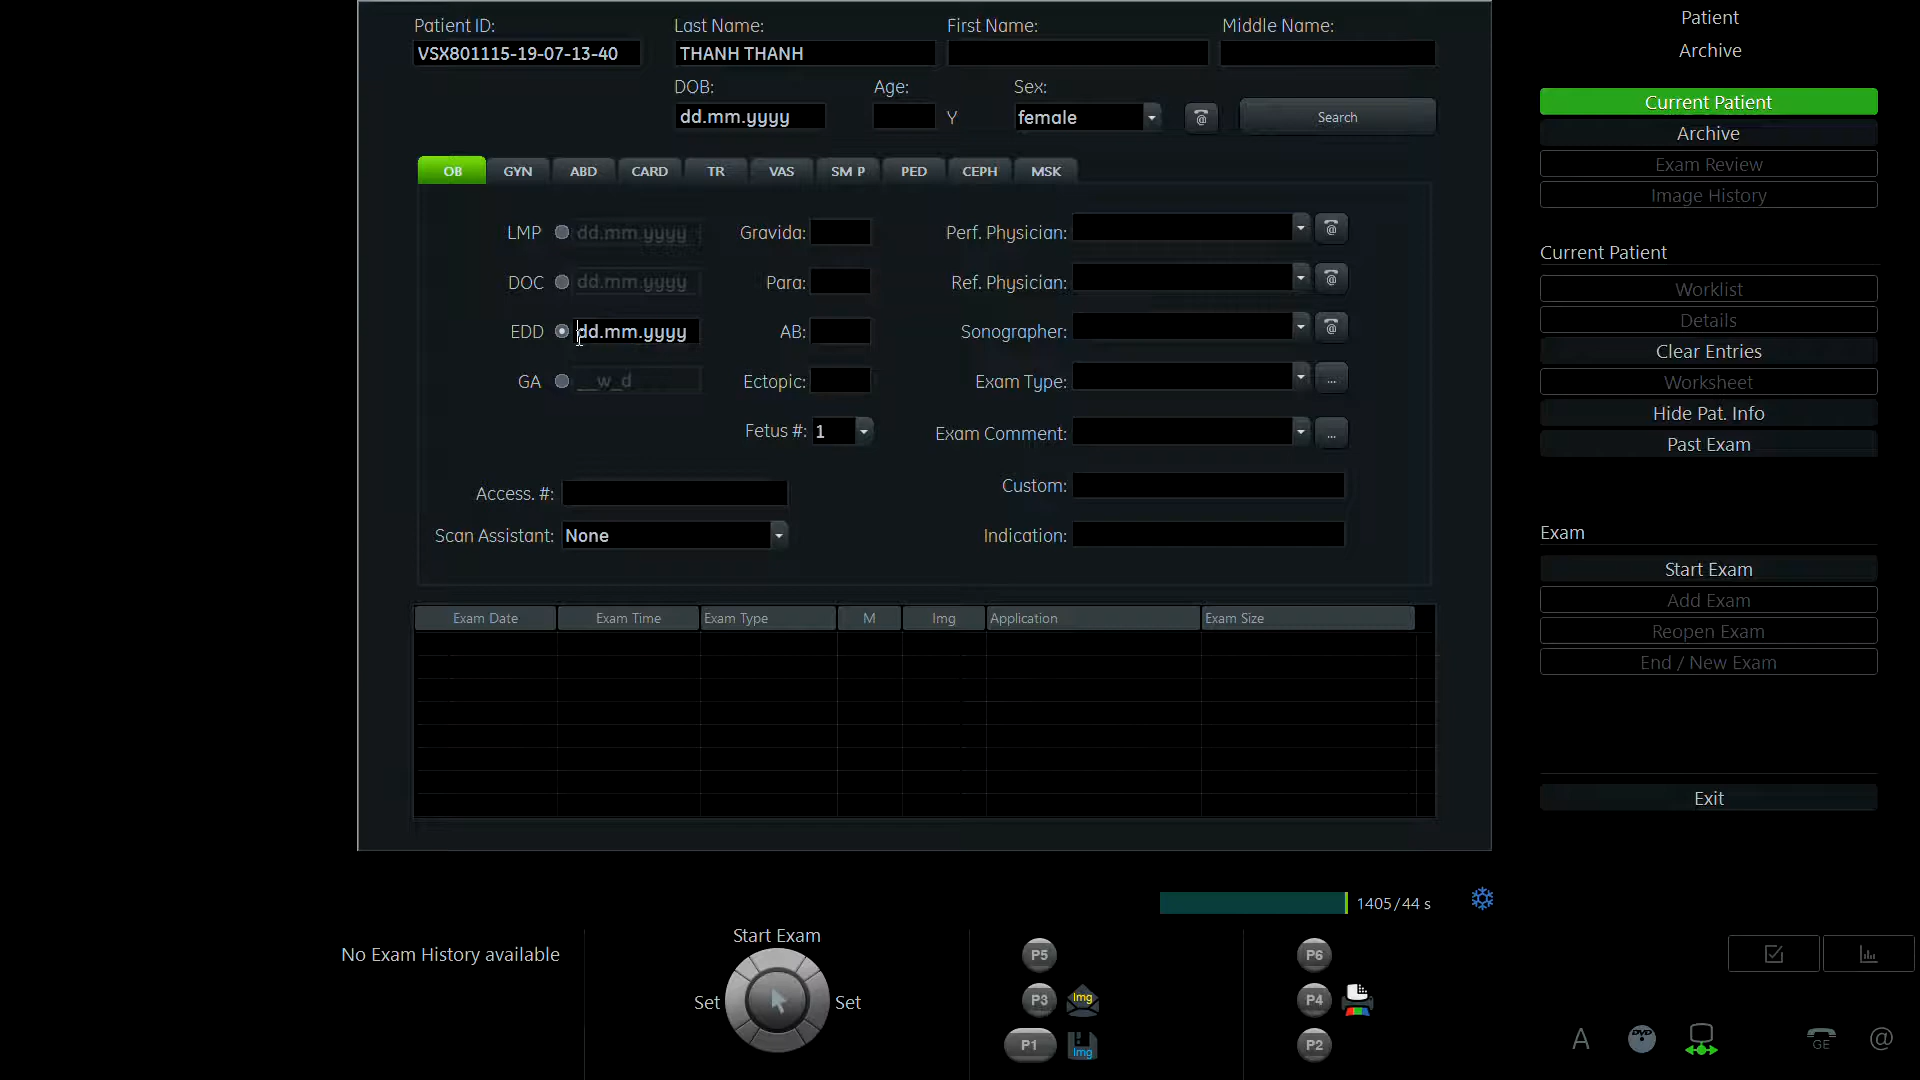 Patient ID: Last Name: First Name: Middle Name:
VSX801115-19-07-13-40 THANH THANH
DOB: Age: Sex:
dd.mm.yyyy Y female @ Search
OB GYN ABD CARD TR VAS SM P PED CEPH MSK
LMP dd.mm.yyyy Gravida: Perf. Physician: @
DOC dd.mm.yyyy Para: Ref. Physician: @
EDD dd.mm.yyyy AB: Sonographer: @
GA __w_d Ectopic: Exam Type: ...
Fetus #: 1 Exam Comment: ...
Access. #: Custom:
Scan Assistant: None Indication:
Exam Date Exam Time Exam Type M Img Application Exam Size
Patient
Archive
Current Patient
Archive
Exam Review
Image History
Current Patient
Worklist
Details
Clear Entries
Worksheet
Hide Pat. Info
Past Exam
Exam
Start Exam
Add Exam
Reopen Exam
End / New Exam
Exit
1405/44 s
No Exam History available
Start Exam
Set Set
P5
P3 Img
P1 Img
P6
P4
P2
A DVD GE @